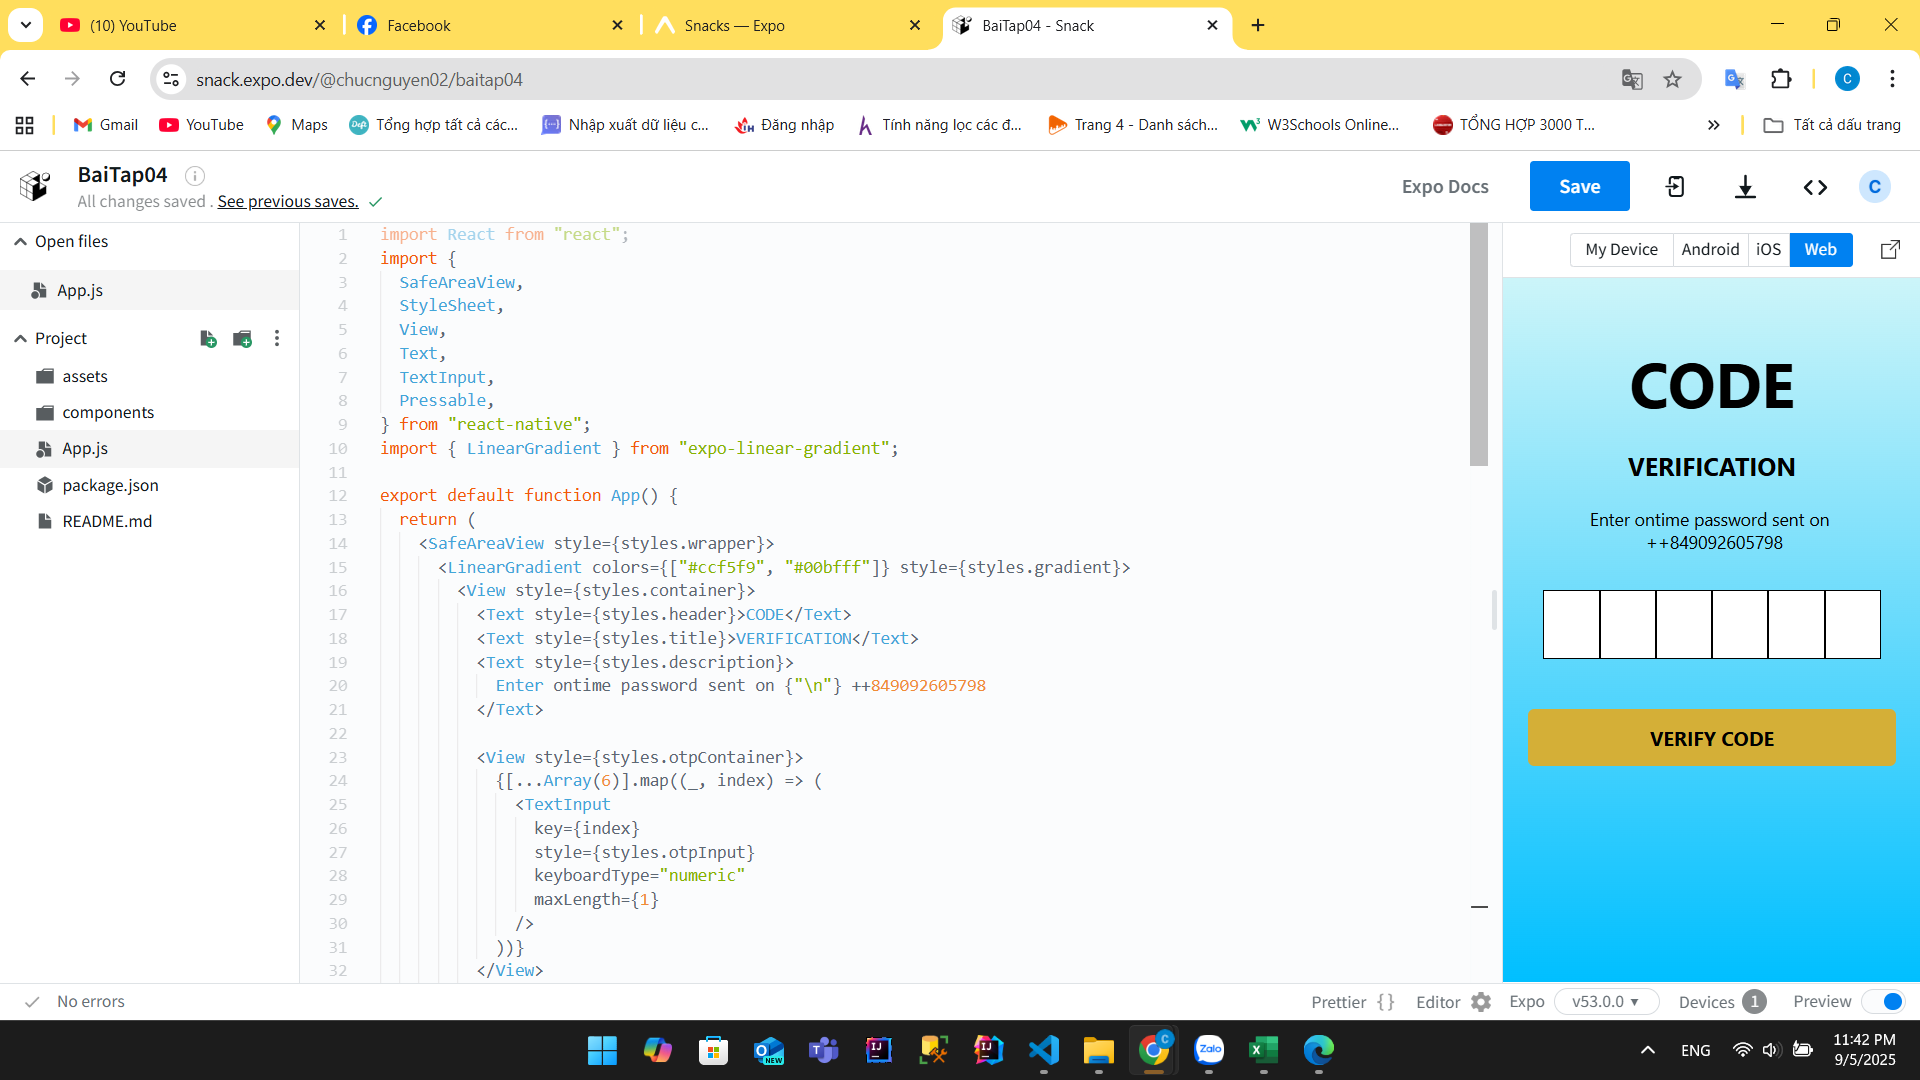 (10) YouTube
Facebook
Snacks — Expo
BaiTap04 - Snack
snack.expo.dev/@chucnguyen02/baitap04
C
Gmail
YouTube
Maps
Tổng hợp tất cả các...
Nhập xuất dữ liệu c...
Đăng nhập
Tính năng lọc các đ...
Trang 4 - Danh sách...
W3Schools Online...
TỔNG HỢP 3000 T...
Tất cả dấu trang
BaiTap04
All changes saved . See previous saves.
Expo Docs
Save
C
Open files
App.js
Project
assets
components
App.js
package.json
README.md
1 import React from "react";
2 import {
3 SafeAreaView,
4 StyleSheet,
5 View,
6 Text,
7 TextInput,
8 Pressable,
9 } from "react-native";
10 import { LinearGradient } from "expo-linear-gradient";
11
12 export default function App() {
13 return (
14 <SafeAreaView style={styles.wrapper}>
15 <LinearGradient colors={["#ccf5f9", "#00bfff"]} style={styles.gradient}>
16 <View style={styles.container}>
17 <Text style={styles.header}>CODE</Text>
18 <Text style={styles.title}>VERIFICATION</Text>
19 <Text style={styles.description}>
20 Enter ontime password sent on {"\n"} ++849092605798
21 </Text>
22
23 <View style={styles.otpContainer}>
24 {[...Array(6)].map((_, index) => (
25 <TextInput
26 key={index}
27 style={styles.otpInput}
28 keyboardType="numeric"
29 maxLength={1}
30 />
31 ))}
32 </View>
My Device
Android
iOS
Web
CODE
VERIFICATION
Enter ontime password sent on
++849092605798
VERIFY CODE
No errors
Prettier { }
Editor
Expo
v53.0.0
Devices 1
Preview
NEW
Zalo
C
ENG
11:42 PM
9/5/2025